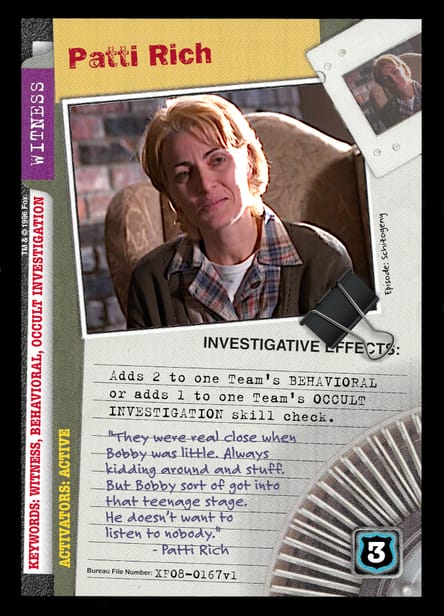 Patti Rich
WITNESS
TM & © 1996 Fox
KEYWORDS: WITNESS, BEHAVIORAL, OCCULT INVESTIGATION
ACTIVATORS: ACTIVE
Episode: Schizogeny
INVESTIGATIVE EFFECTS:
Adds 2 to one Team's BEHAVIORAL
or adds 1 to one Team's OCCULT
INVESTIGATION skill check.
"They were real close when
Bobby was little. Always
kidding around and stuff.
But Bobby sort of got into
that teenage stage.
He doesn't want to
listen to nobody."
- Patti Rich
Bureau File Number: XF08-0167v1
3